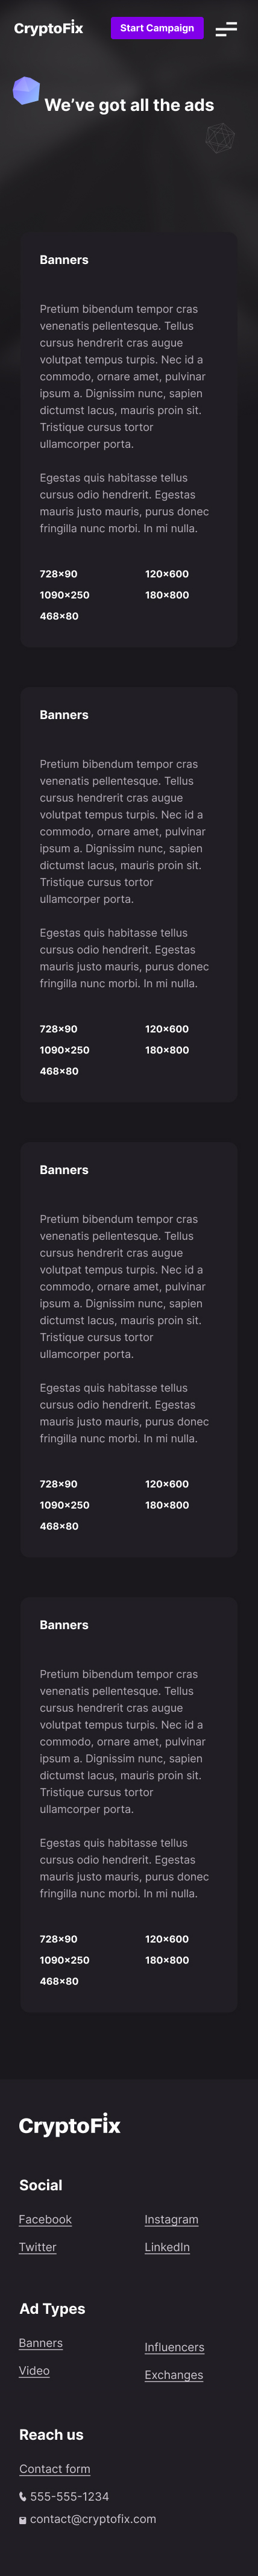 CryptoFix
Start Campaign
We've got all the ads
Banners
Pretium bibendum tempor cras
venenatis pellentesque. Tellus
cursus hendrerit cras augue
volutpat tempus turpis. Nec id a
commodo, ornare amet, pulvinar
ipsum a. Dignissim nunc, sapien
dictumst lacus, mauris proin sit.
Tristique cursus tortor
ullamcorper porta.
Egestas quis habitasse tellus
cursus odio hendrerit. Egestas
mauris justo mauris, purus donec
fringilla nunc morbi. In mi nulla.
728×90
120×600
1090×250
180×800
468×80
Banners
Pretium bibendum tempor cras
venenatis pellentesque. Tellus
cursus hendrerit cras augue
volutpat tempus turpis. Nec id a
commodo, ornare amet, pulvinar
ipsum a. Dignissim nunc, sapien
dictumst lacus, mauris proin sit.
Tristique cursus tortor
ullamcorper porta.
Egestas quis habitasse tellus
cursus odio hendrerit. Egestas
mauris justo mauris, purus donec
fringilla nunc morbi. In mi nulla.
728×90
120×600
1090×250
180×800
468×80
Banners
Pretium bibendum tempor cras
venenatis pellentesque. Tellus
cursus hendrerit cras augue
volutpat tempus turpis. Nec id a
commodo, ornare amet, pulvinar
ipsum a. Dignissim nunc, sapien
dictumst lacus, mauris proin sit.
Tristique cursus tortor
ullamcorper porta.
Egestas quis habitasse tellus
cursus odio hendrerit. Egestas
mauris justo mauris, purus donec
fringilla nunc morbi. In mi nulla.
728×90
120×600
1090×250
180×800
468×80
Banners
Pretium bibendum tempor cras
venenatis pellentesque. Tellus
cursus hendrerit cras augue
volutpat tempus turpis. Nec id a
commodo, ornare amet, pulvinar
ipsum a. Dignissim nunc, sapien
dictumst lacus, mauris proin sit.
Tristique cursus tortor
ullamcorper porta.
Egestas quis habitasse tellus
cursus odio hendrerit. Egestas
mauris justo mauris, purus donec
fringilla nunc morbi. In mi nulla.
728×90
120×600
1090×250
180×800
468×80
CryptoFix
Social
Facebook
Instagram
Twitter
LinkedIn
Ad Types
Banners
Influencers
Video
Exchanges
Reach us
Contact form
555-555-1234
contact@cryptofix.com